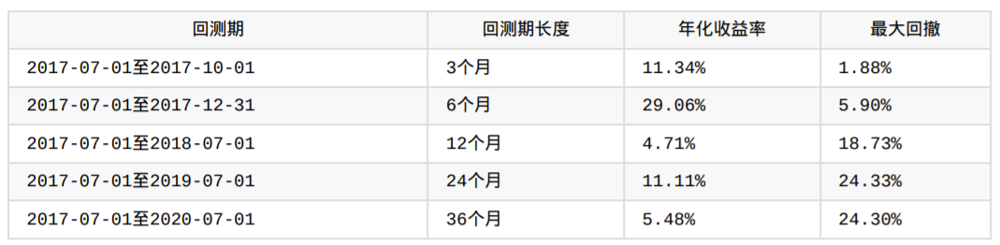 回测期 回测期长度 年化收益率 最大回撤
2017-07-01至2017-10-01 3个月 11.34% 1.88%
2017-07-01至2017-12-31 6个月 29.06% 5.90%
2017-07-01至2018-07-01 12个月 4.71% 18.73%
2017-07-01至2019-07-01 24个月 11.11% 24.33%
2017-07-01至2020-07-01 36个月 5.48% 24.30%